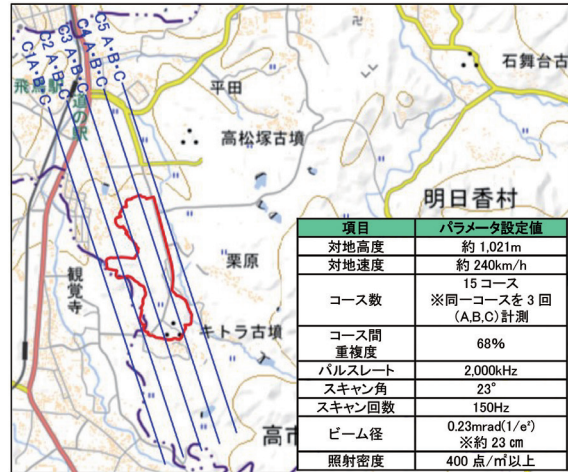 C5 A・B・C
C4 A・B・C
C3 A・B・C
C2 A・B・C
C1 A・B・C
飛鳥駅
道の駅
平田
石舞台古
高松塚古墳
明日香村
栗原
観覚寺
キトラ古墳
高市
項目 パラメータ設定値
対地高度 約 1,021m
対地速度 約 240km/h
コース数 15 コース
※同一コースを 3 回
(A,B,C)計測
コース間
重複度 68%
パルスレート 2,000kHz
スキャン角 23°
スキャン回数 150Hz
ビーム径 0.23mrad(1/e²)
※約 23 ㎝
照射密度 400 点/㎡以上